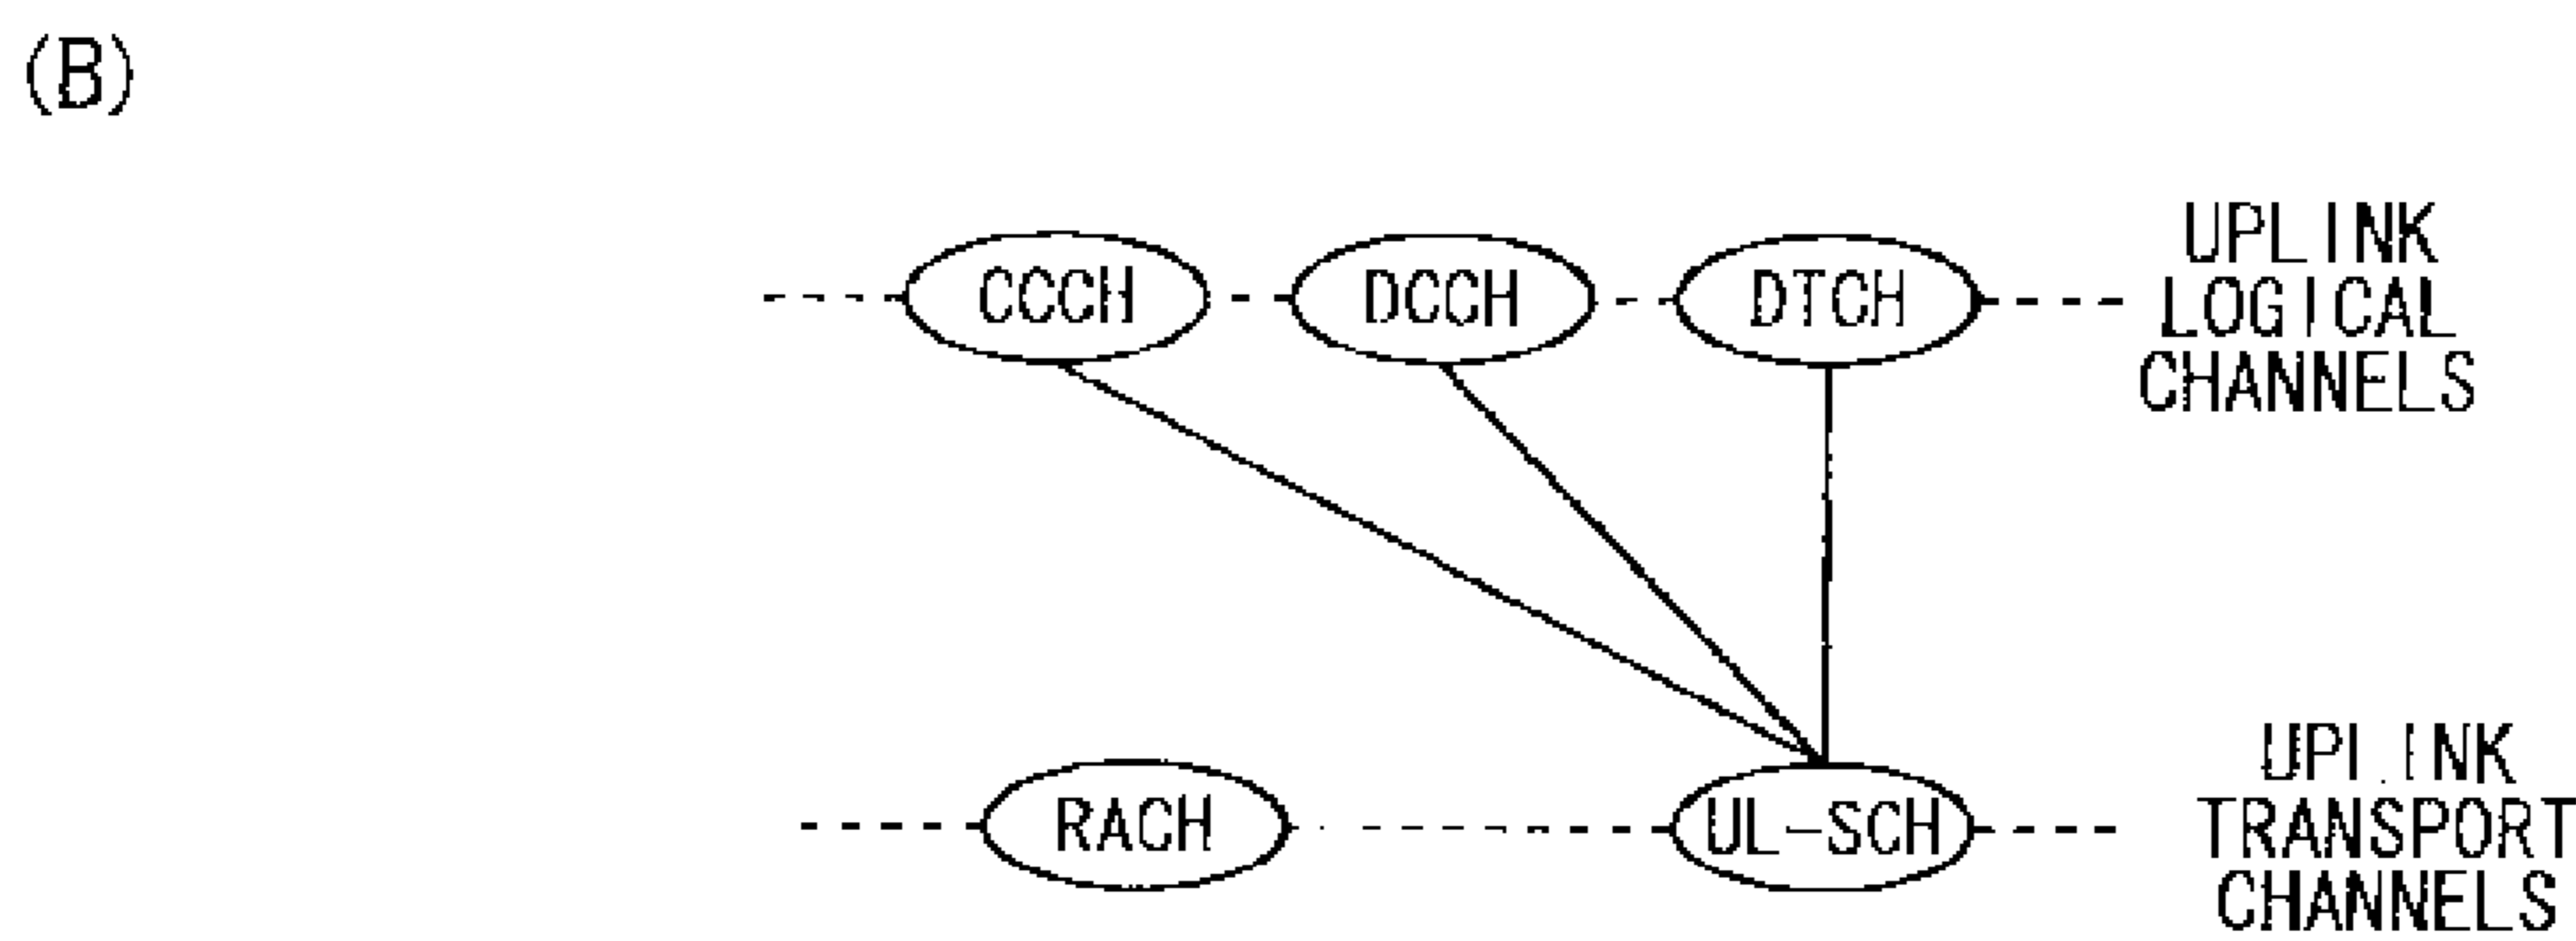 (B)
CCCH DCCH DTCH
UPLINK
LOGICAL
CHANNELS
RACH UL-SCH
UPLINK
TRANSPORT
CHANNELS